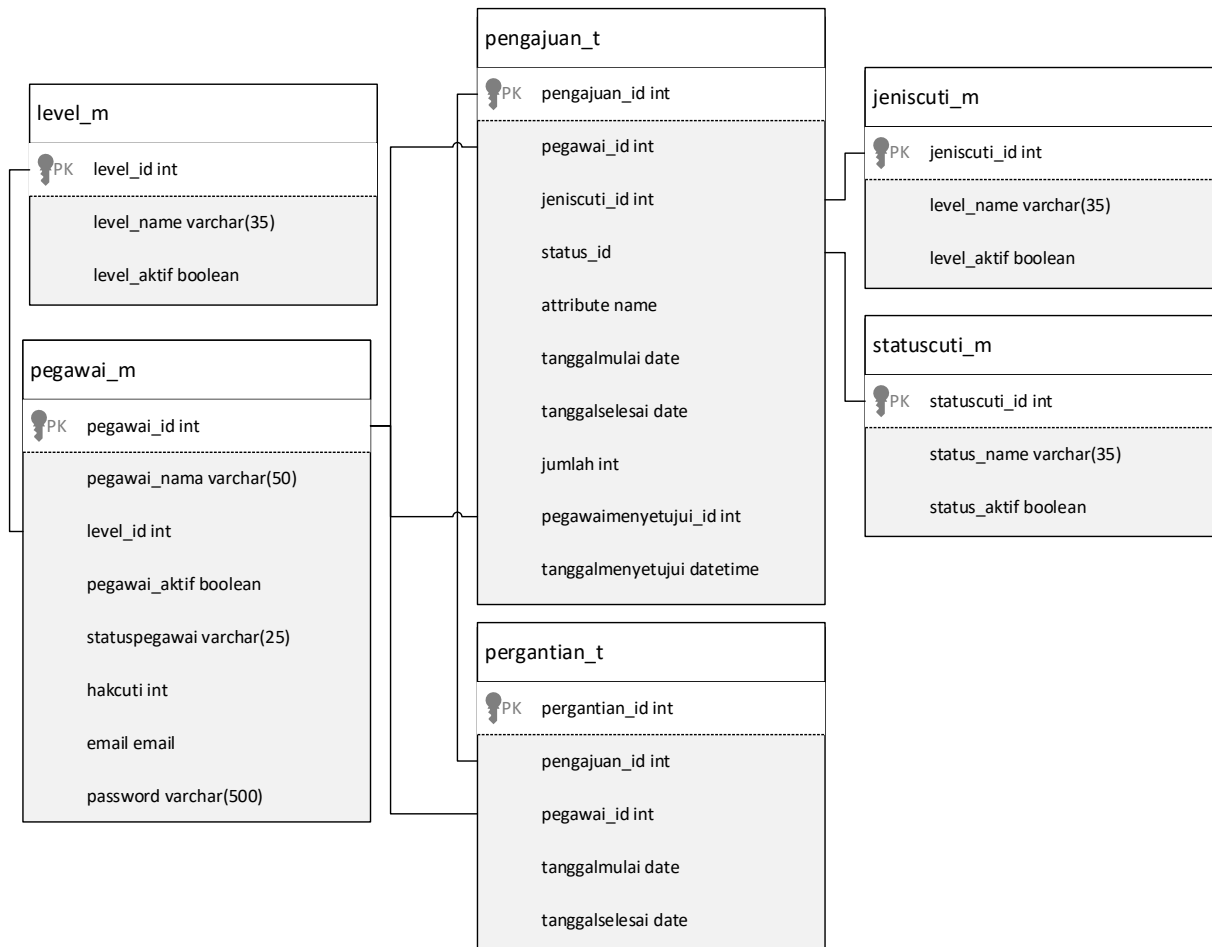 level_m
PK level_id int
level_name varchar(35)
level_aktif boolean
pegawai_m
PK pegawai_id int
pegawai_nama varchar(50)
level_id int
pegawai_aktif boolean
statuspegawai varchar(25)
hakcuti int
email email
password varchar(500)
pengajuan_t
PK pengajuan_id int
pegawai_id int
jeniscuti_id int
status_id
attribute name
tanggalmulai date
tanggalselesai date
jumlah int
pegawaimenyetujui_id int
tanggalmenyetujui datetime
pergantian_t
PK pergantian_id int
pengajuan_id int
pegawai_id int
tanggalmulai date
tanggalselesai date
jeniscuti_m
PK jeniscuti_id int
level_name varchar(35)
level_aktif boolean
statuscuti_m
PK statuscuti_id int
status_name varchar(35)
status_aktif boolean